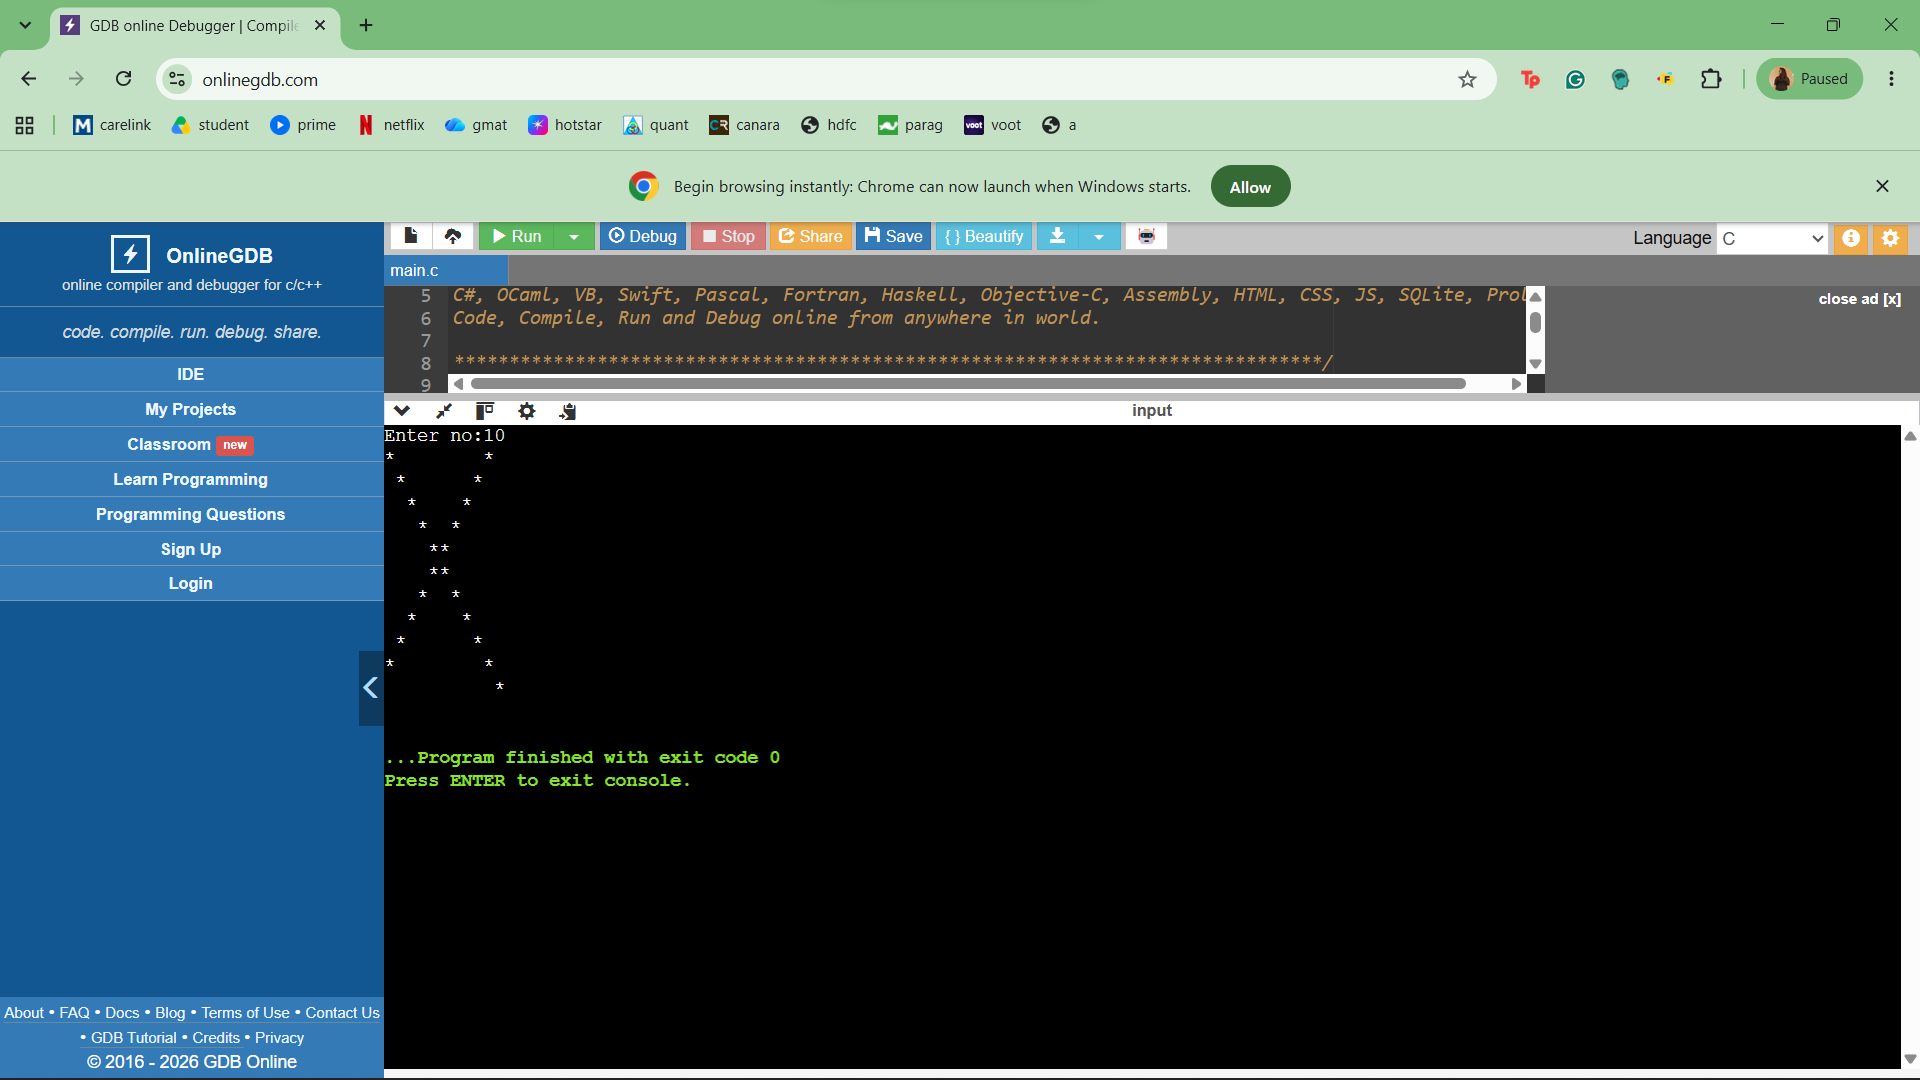 GDB online Debugger | Compile
onlinegdb.com
Paused
carelink student prime netflix gmat hotstar quant canara hdfc parag voot a
Begin browsing instantly: Chrome can now launch when Windows starts. Allow
OnlineGDB
online compiler and debugger for c/c++
code. compile. run. debug. share.
IDE
My Projects
Classroom new
Learn Programming
Programming Questions
Sign Up
Login
About • FAQ • Docs • Blog • Terms of Use • Contact Us
• GDB Tutorial • Credits • Privacy
© 2016 - 2026 GDB Online
Run Debug Stop Share Save { } Beautify Language C
main.c
5 C#, OCaml, VB, Swift, Pascal, Fortran, Haskell, Objective-C, Assembly, HTML, CSS, JS, SQLite, Prol
6 Code, Compile, Run and Debug online from anywhere in world.
7
8 *******************************************************************************/
9
close ad [x]
input
Enter no:10
*        *
 *      *
  *    *
   *  *
    **
    **
   *  *
  *    *
 *      *
*        *
          *
...Program finished with exit code 0
Press ENTER to exit console.